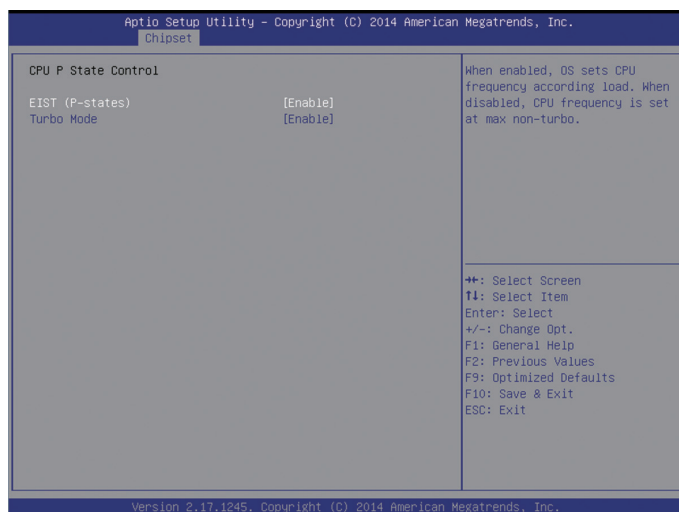 Aptio Setup Utility – Copyright (C) 2014 American Megatrends, Inc.
Chipset
CPU P State Control
EIST (P-states) [Enable]
Turbo Mode [Enable]
When enabled, OS sets CPU
frequency according load. When
disabled, CPU frequency is set
at max non-turbo.
→←: Select Screen
↑↓: Select Item
Enter: Select
+/-: Change Opt.
F1: General Help
F2: Previous Values
F9: Optimized Defaults
F10: Save & Exit
ESC: Exit
Version 2.17.1245. Copyright (C) 2014 American Megatrends, Inc.